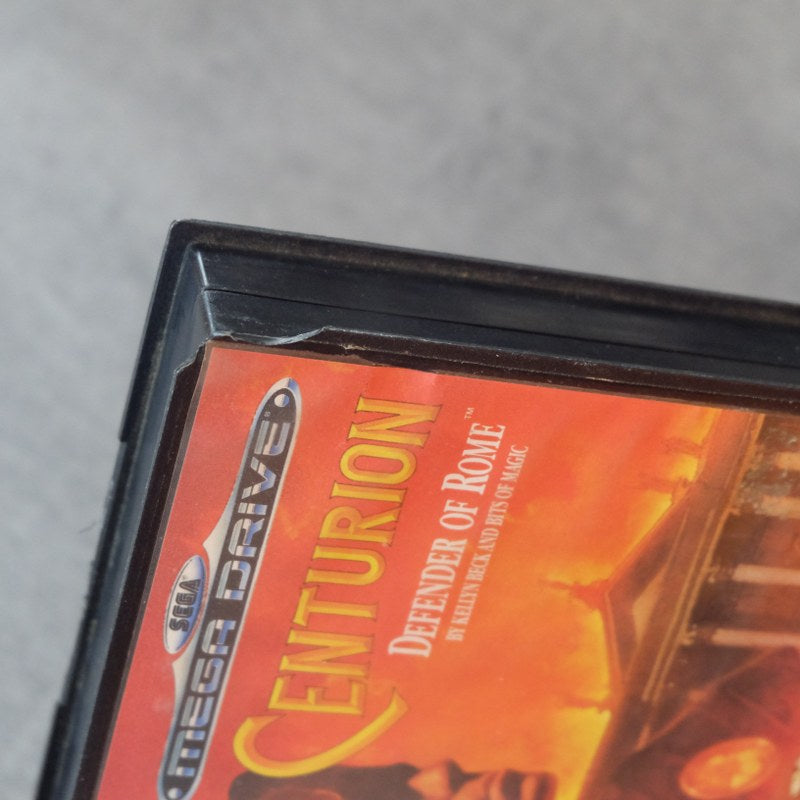 SEGA
MEGA DRIVE
CENTURION
DEFENDER OF ROME™
BY KELLYN BECK AND BITS OF MAGIC